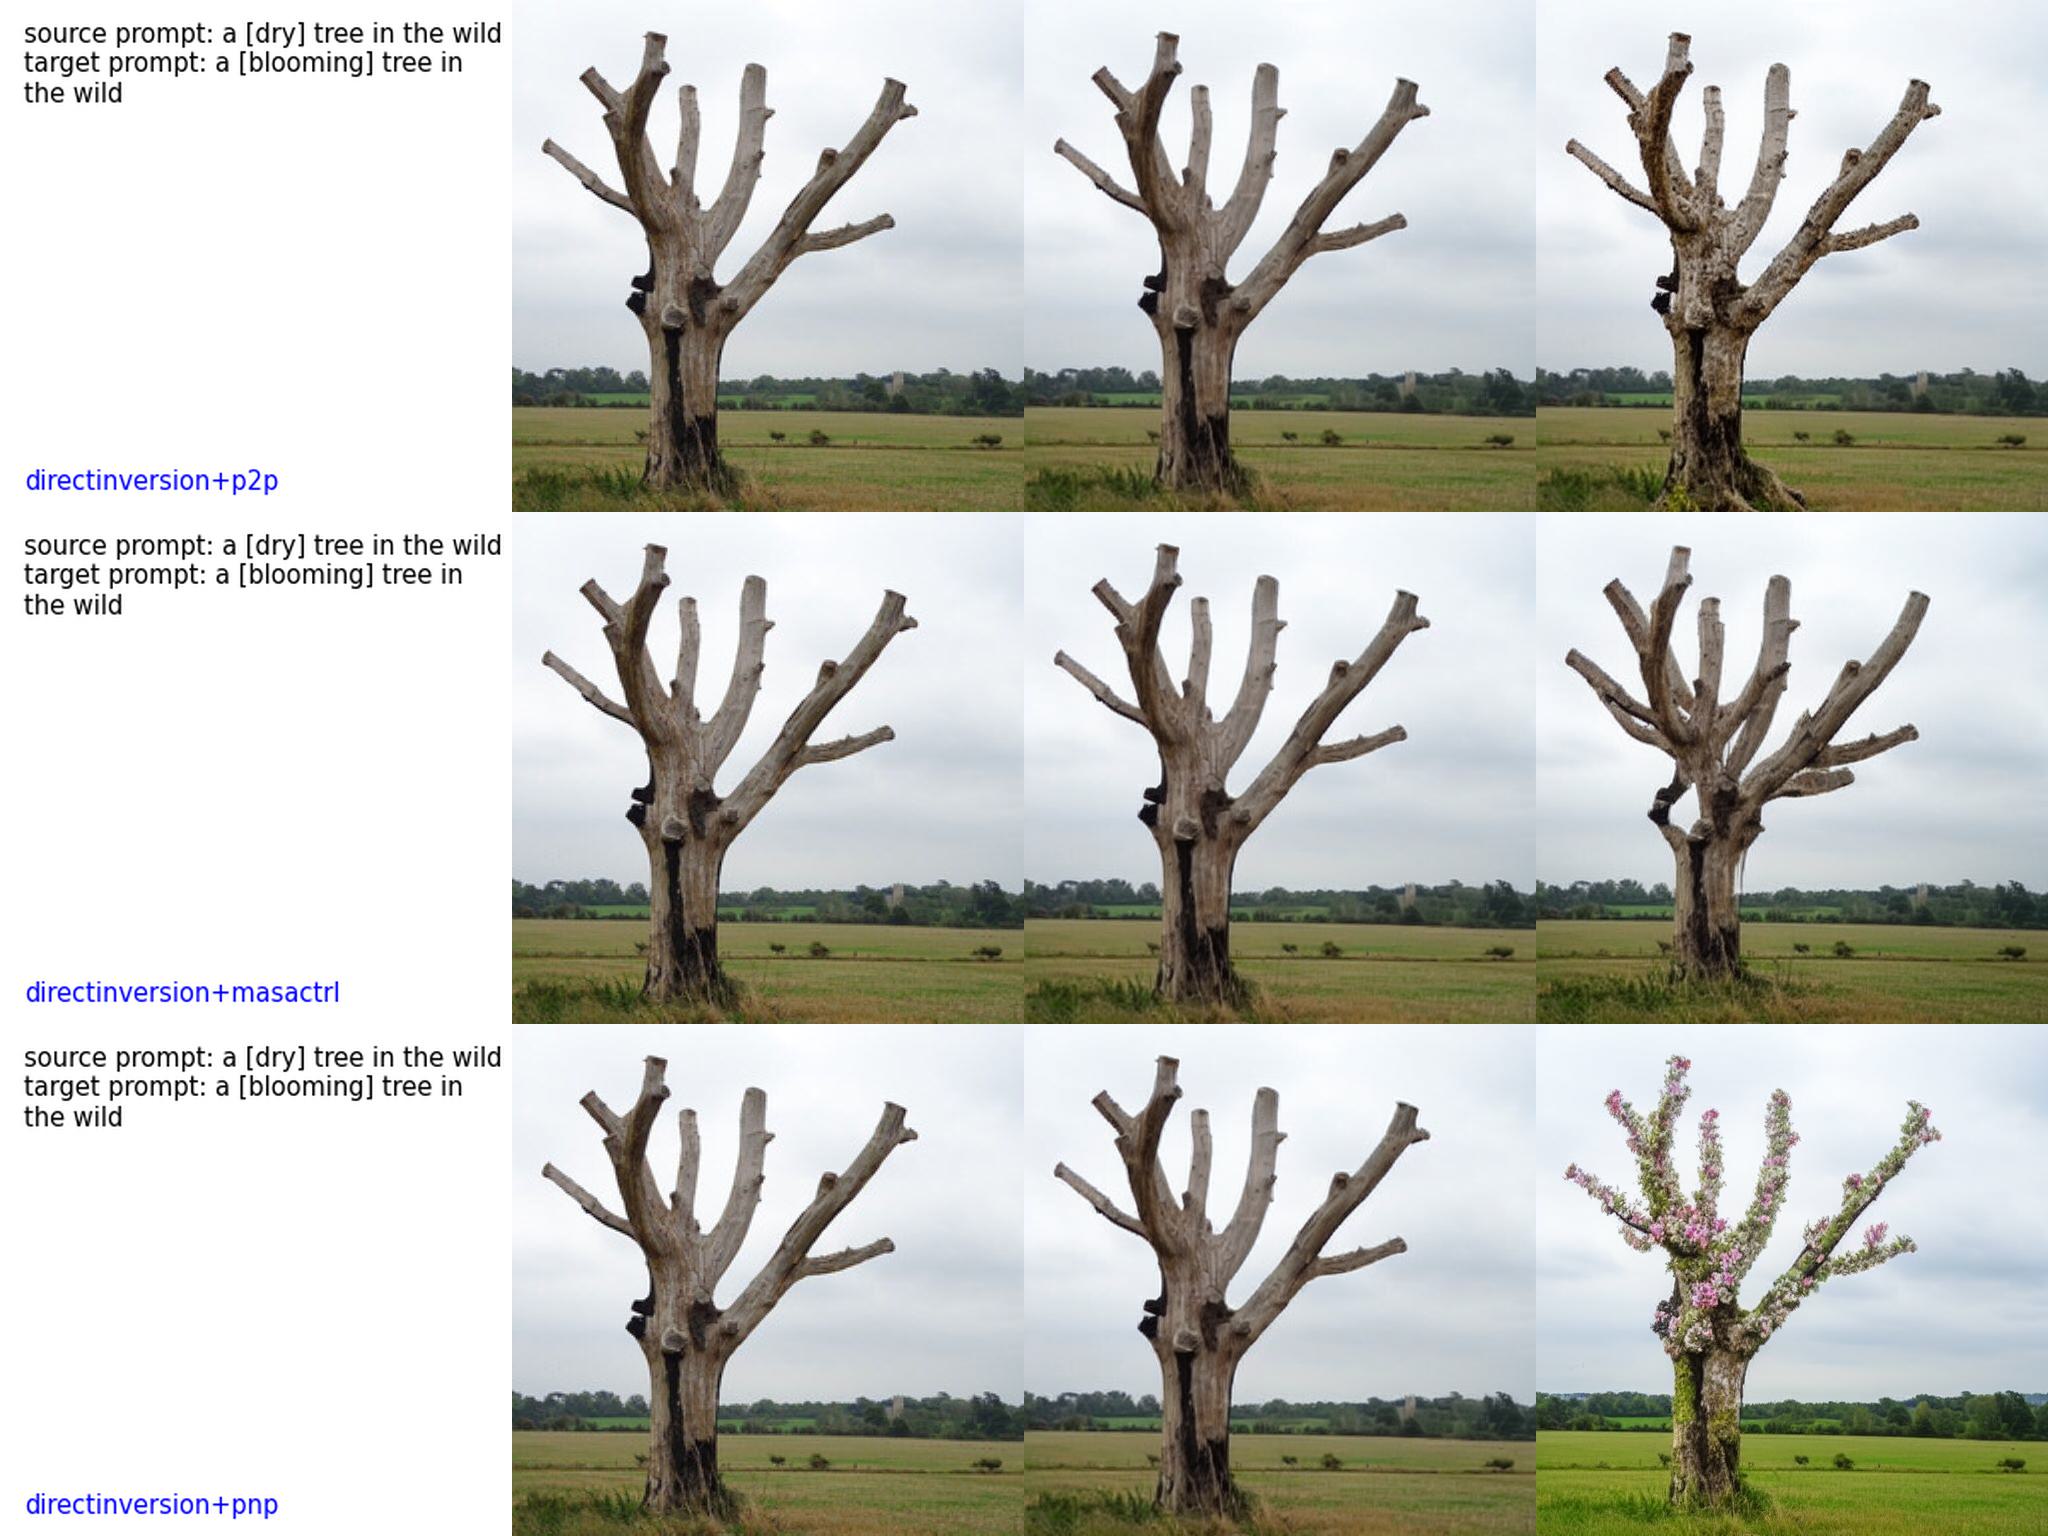 source prompt: a [dry] tree in the wild
target prompt: a [blooming] tree in
the wild
directinversion+p2p
source prompt: a [dry] tree in the wild
target prompt: a [blooming] tree in
the wild
directinversion+masactrl
source prompt: a [dry] tree in the wild
target prompt: a [blooming] tree in
the wild
directinversion+pnp